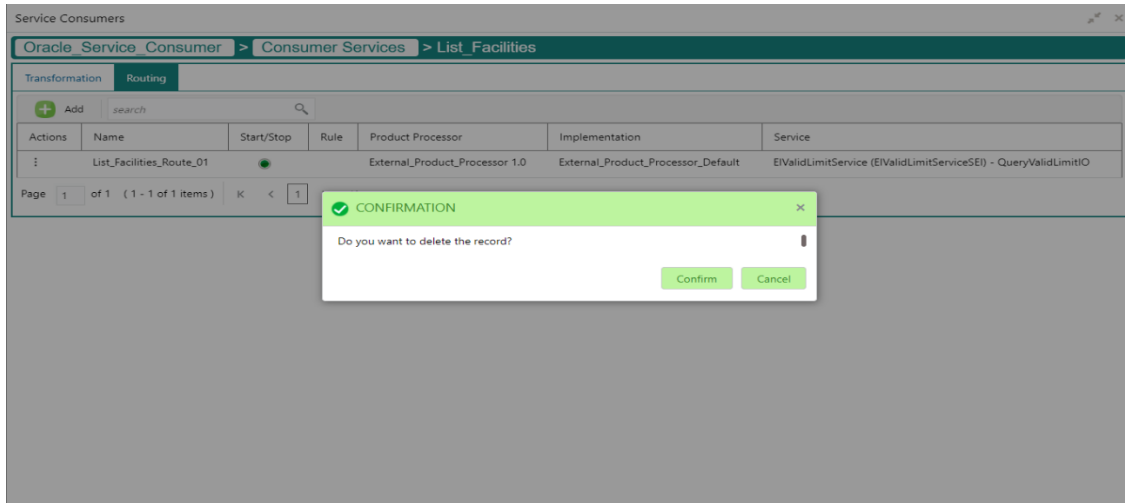 Service Consumers
Oracle_Service_Consumer > Consumer Services > List_Facilities
Transformation Routing
Add search
Actions Name Start/Stop Rule Product Processor Implementation Service
List_Facilities_Route_01 External_Product_Processor 1.0 External_Product_Processor_Default EIValidLimitService (EIValidLimitServiceSEI) - QueryValidLimitIO
Page 1 of 1 (1 - 1 of 1 items) K < 1
CONFIRMATION
Do you want to delete the record?
Confirm Cancel